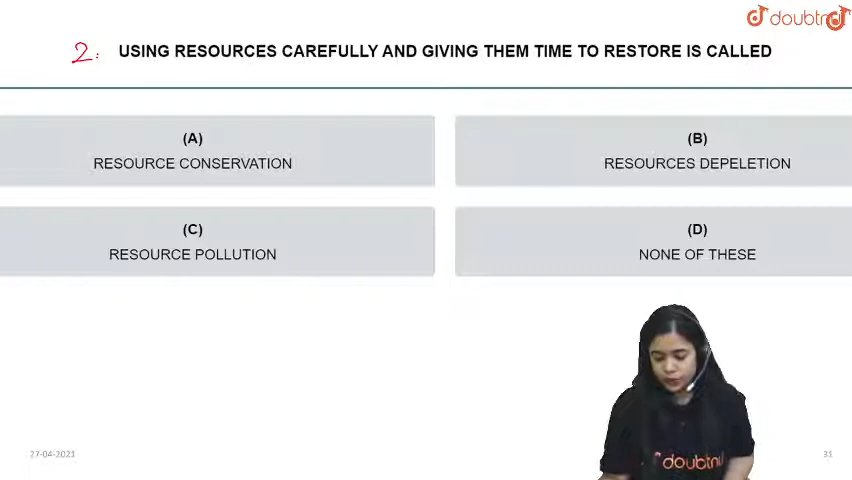 doubtnut
2. USING RESOURCES CAREFULLY AND GIVING THEM TIME TO RESTORE IS CALLED
(A)
RESOURCE CONSERVATION
(B)
RESOURCES DEPELETION
(C)
RESOURCE POLLUTION
(D)
NONE OF THESE
doubtnut
27-04-2021
31